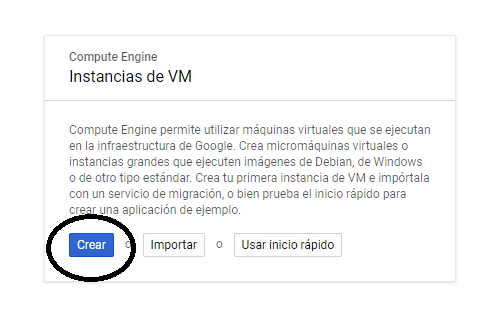 Compute Engine
Instancias de VM
Compute Engine permite utilizar máquinas virtuales que se ejecutan
en la infraestructura de Google. Crea micromáquinas virtuales o
instancias grandes que ejecuten imágenes de Debian, de Windows
o de otro tipo estándar. Crea tu primera instancia de VM e impórtala
con un servicio de migración, o bien prueba el inicio rápido para
crear una aplicación de ejemplo.
Crear o Importar o Usar inicio rápido